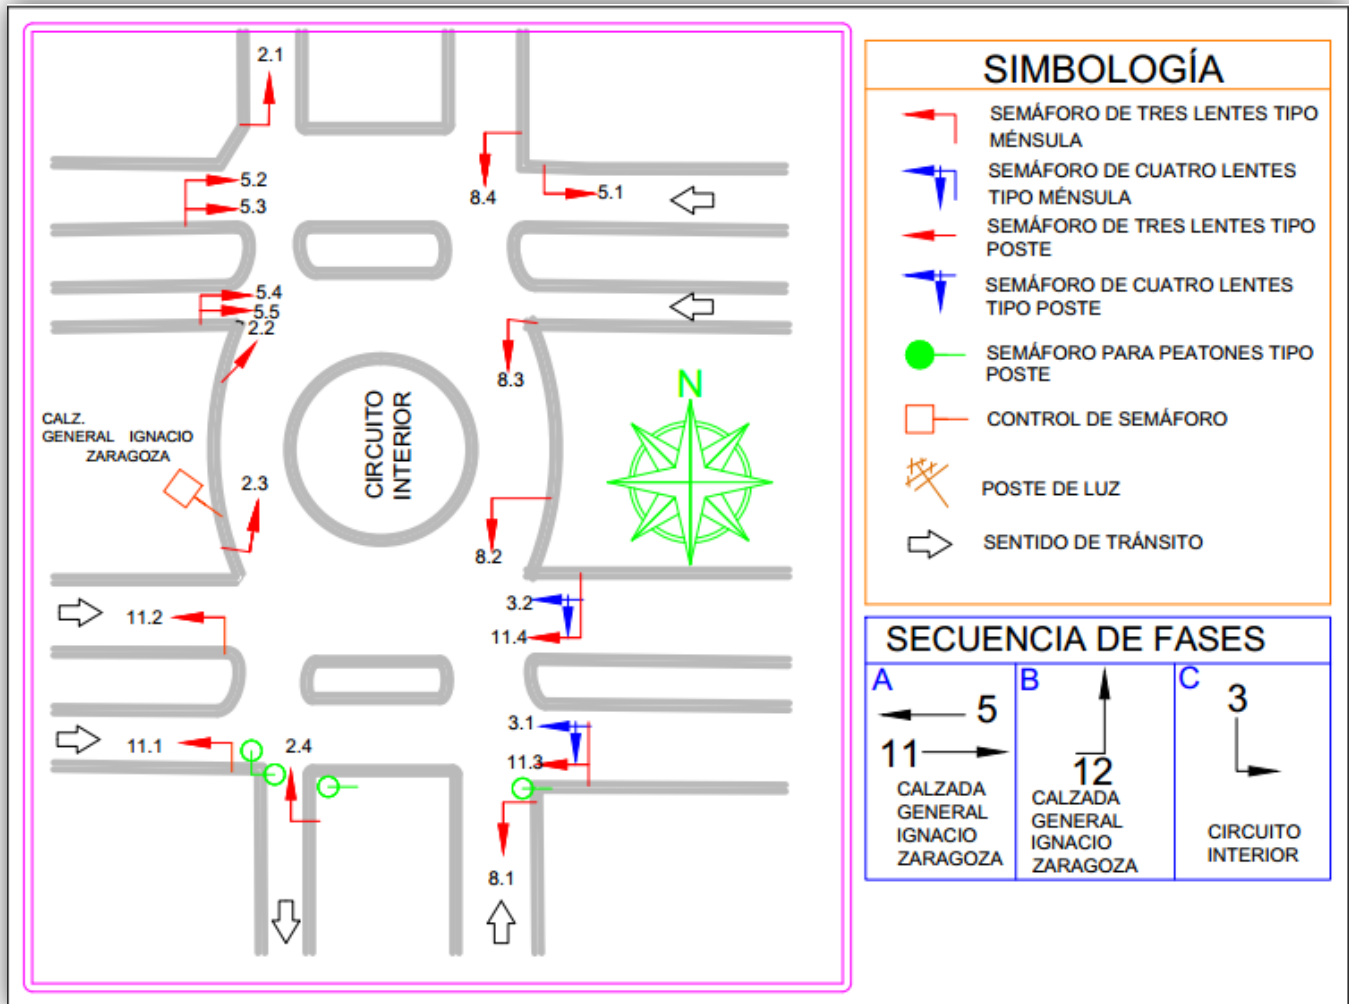 2.1
5.2
5.3
8.4
5.1
5.4
5.5
2.2
8.3
CALZ.
GENERAL IGNACIO
ZARAGOZA
CIRCUITO
INTERIOR
N
2.3
8.2
11.2
3.2
11.4
11.1
2.4
3.1
11.3
8.1
SIMBOLOGÍA
SEMÁFORO DE TRES LENTES TIPO
MÉNSULA
SEMÁFORO DE CUATRO LENTES
TIPO MÉNSULA
SEMÁFORO DE TRES LENTES TIPO
POSTE
SEMÁFORO DE CUATRO LENTES
TIPO POSTE
SEMÁFORO PARA PEATONES TIPO
POSTE
CONTROL DE SEMÁFORO
POSTE DE LUZ
SENTIDO DE TRÁNSITO
SECUENCIA DE FASES
A
5
11
CALZADA
GENERAL
IGNACIO
ZARAGOZA
B
12
CALZADA
GENERAL
IGNACIO
ZARAGOZA
C
3
CIRCUITO
INTERIOR